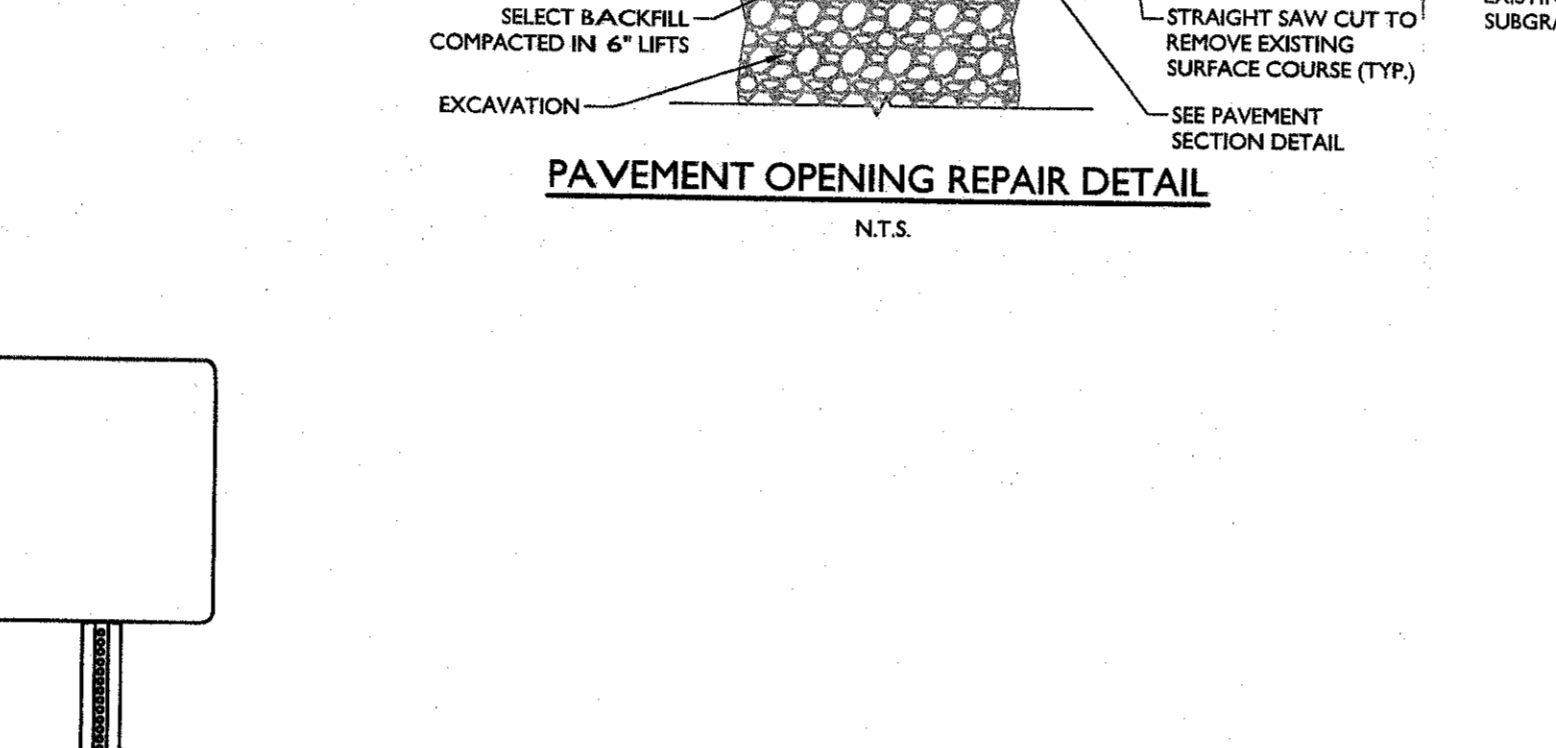 SELECT BACKFILL
COMPACTED IN 6" LIFTS
EXCAVATION
STRAIGHT SAW CUT TO
REMOVE EXISTING
SURFACE COURSE (TYP.)
SEE PAVEMENT
SECTION DETAIL
PAVEMENT OPENING REPAIR DETAIL
N.T.S.